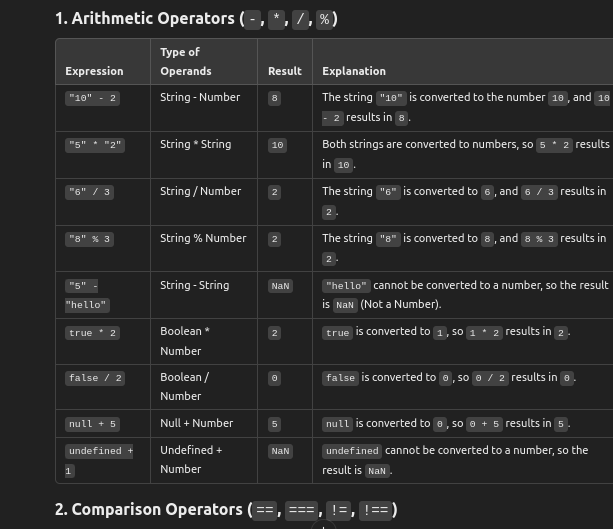 1. Arithmetic Operators (-, *, /, %)
Expression
Type of
Operands
Result
Explanation
"10" - 2
String - Number
8
The string "10" is converted to the number 10, and 10
- 2 results in 8.
"5" * "2"
String * String
10
Both strings are converted to numbers, so 5 * 2 results
in 10.
"6" / 3
String / Number
2
The string "6" is converted to 6, and 6 / 3 results in
2.
"8" % 3
String % Number
2
The string "8" is converted to 8, and 8 % 3 results in
2.
"5" -
"hello"
String - String
NaN
"hello" cannot be converted to a number, so the result
is NaN (Not a Number).
true * 2
Boolean *
Number
2
true is converted to 1, so 1 * 2 results in 2.
false / 2
Boolean /
Number
0
false is converted to 0, so 0 / 2 results in 0.
null + 5
Null + Number
5
null is converted to 0, so 0 + 5 results in 5.
undefined +
1
Undefined +
Number
NaN
undefined cannot be converted to a number, so the
result is NaN.
2. Comparison Operators (==, ===, !=, !==)